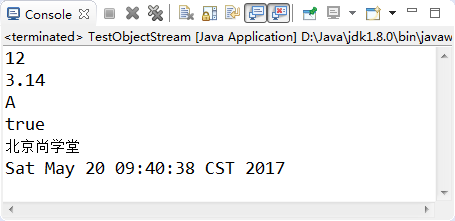 Console
<terminated> TestObjectStream [Java Application] D:\Java\jdk1.8.0\bin\javaw
12
3.14
A
true
北京尚学堂
Sat May 20 09:40:38 CST 2017